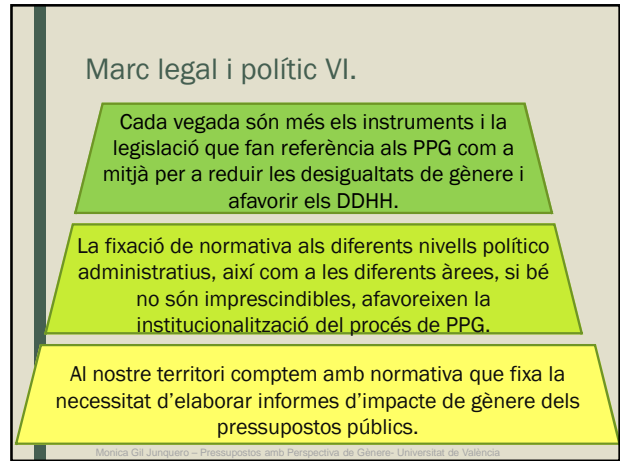 Marc legal i polític VI.
Cada vegada són més els instruments i la
legislació que fan referència als PPG com a
mitjà per a reduir les desigualtats de gènere i
afavorir els DDHH.
La fixació de normativa als diferents nivells político
administratius, així com a les diferents àrees, si bé
no són imprescindibles, afavoreixen la
institucionalització del procés de PPG.
Al nostre territori comptem amb normativa que fixa la
necessitat d'elaborar informes d'impacte de gènere dels
pressupostos públics.
Monica Gil Junquero – Pressupostos amb Perspectiva de Gènere- Universitat de València